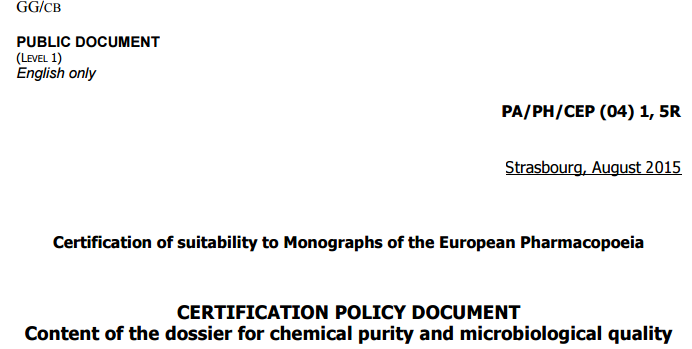 GG/CB
PUBLIC DOCUMENT
(LEVEL 1)
English only
PA/PH/CEP (04) 1, 5R
Strasbourg, August 2015
Certification of suitability to Monographs of the European Pharmacopoeia
CERTIFICATION POLICY DOCUMENT
Content of the dossier for chemical purity and microbiological quality